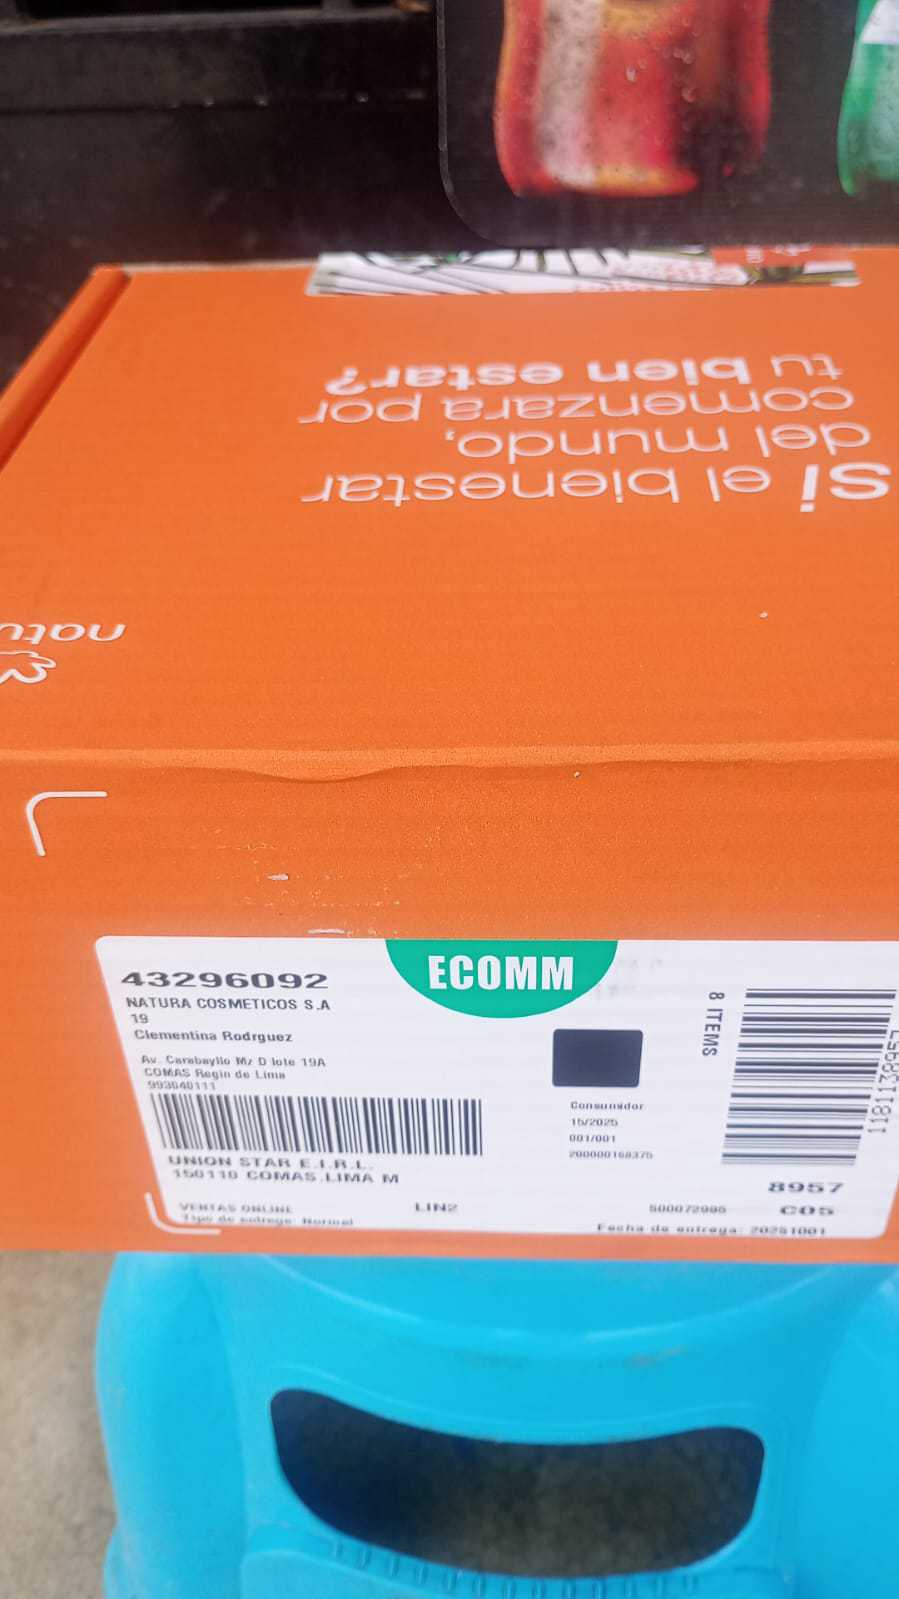 Si el bienestar
del mundo,
comenzara por
tu bien estar?
natu
43296092
NATURA COSMETICOS S.A
19
Clementina Rodrguez
Av. Carabayllo Mz D lote 19A
COMAS Regin de Lima
993040111
UNION STAR E.I.R.L.
150110 COMAS.LIMA M
VENTAS ONLINE
Tipo de entrega: Normal
LIN2
ECOMM
Consumidor
15/2025
001/001
200000168375
8 ITEMS
1181138957
8957
500072986
C05
Fecha de entrega: 20251001